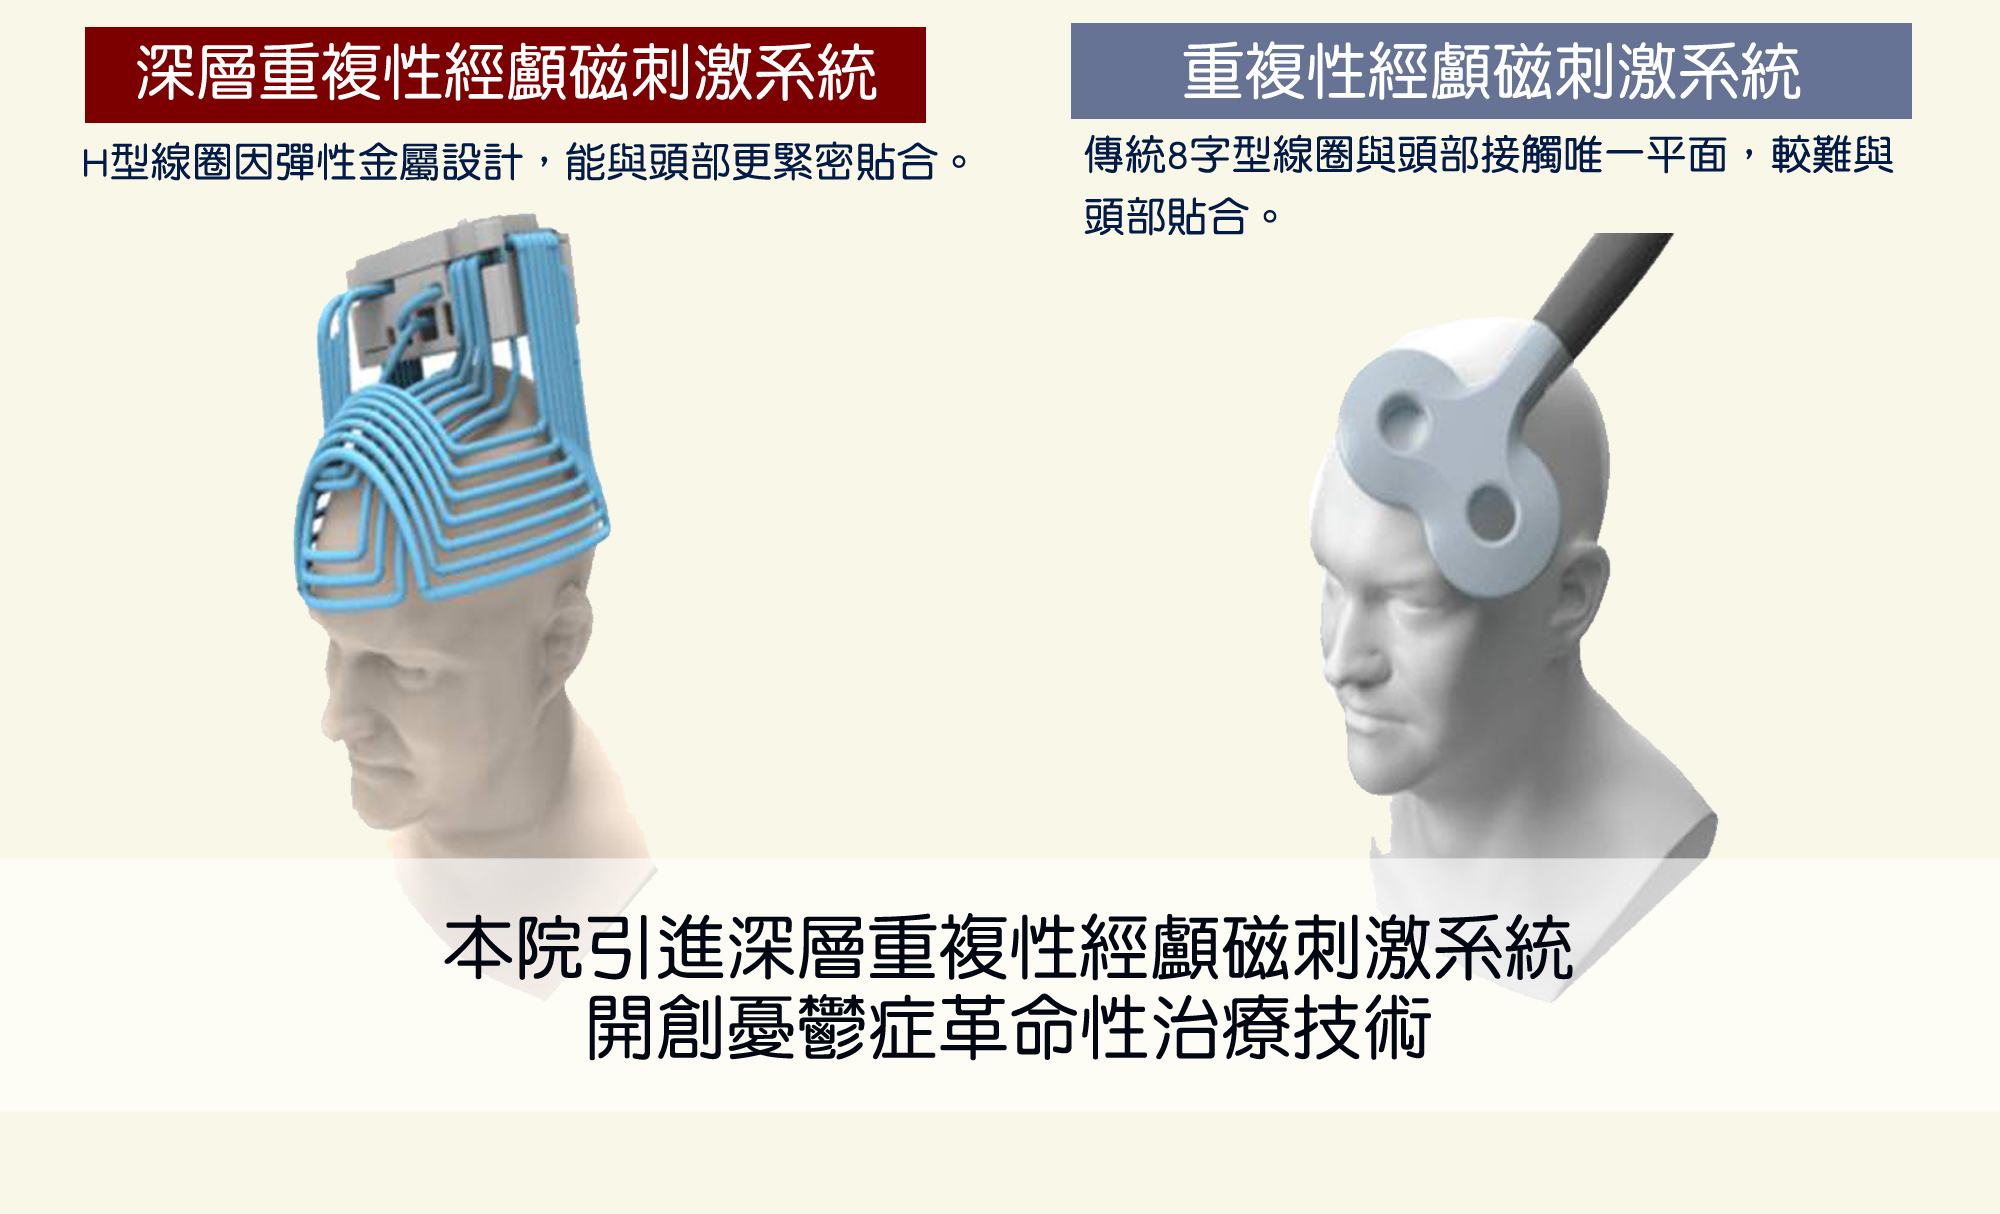 深層重複性經顱磁刺激系統
H型線圈因彈性金屬設計，能與頭部更緊密貼合。
重複性經顱磁刺激系統
傳統8字型線圈與頭部接觸唯一平面，較難與
頭部貼合。
本院引進深層重複性經顱磁刺激系統
開創憂鬱症革命性治療技術